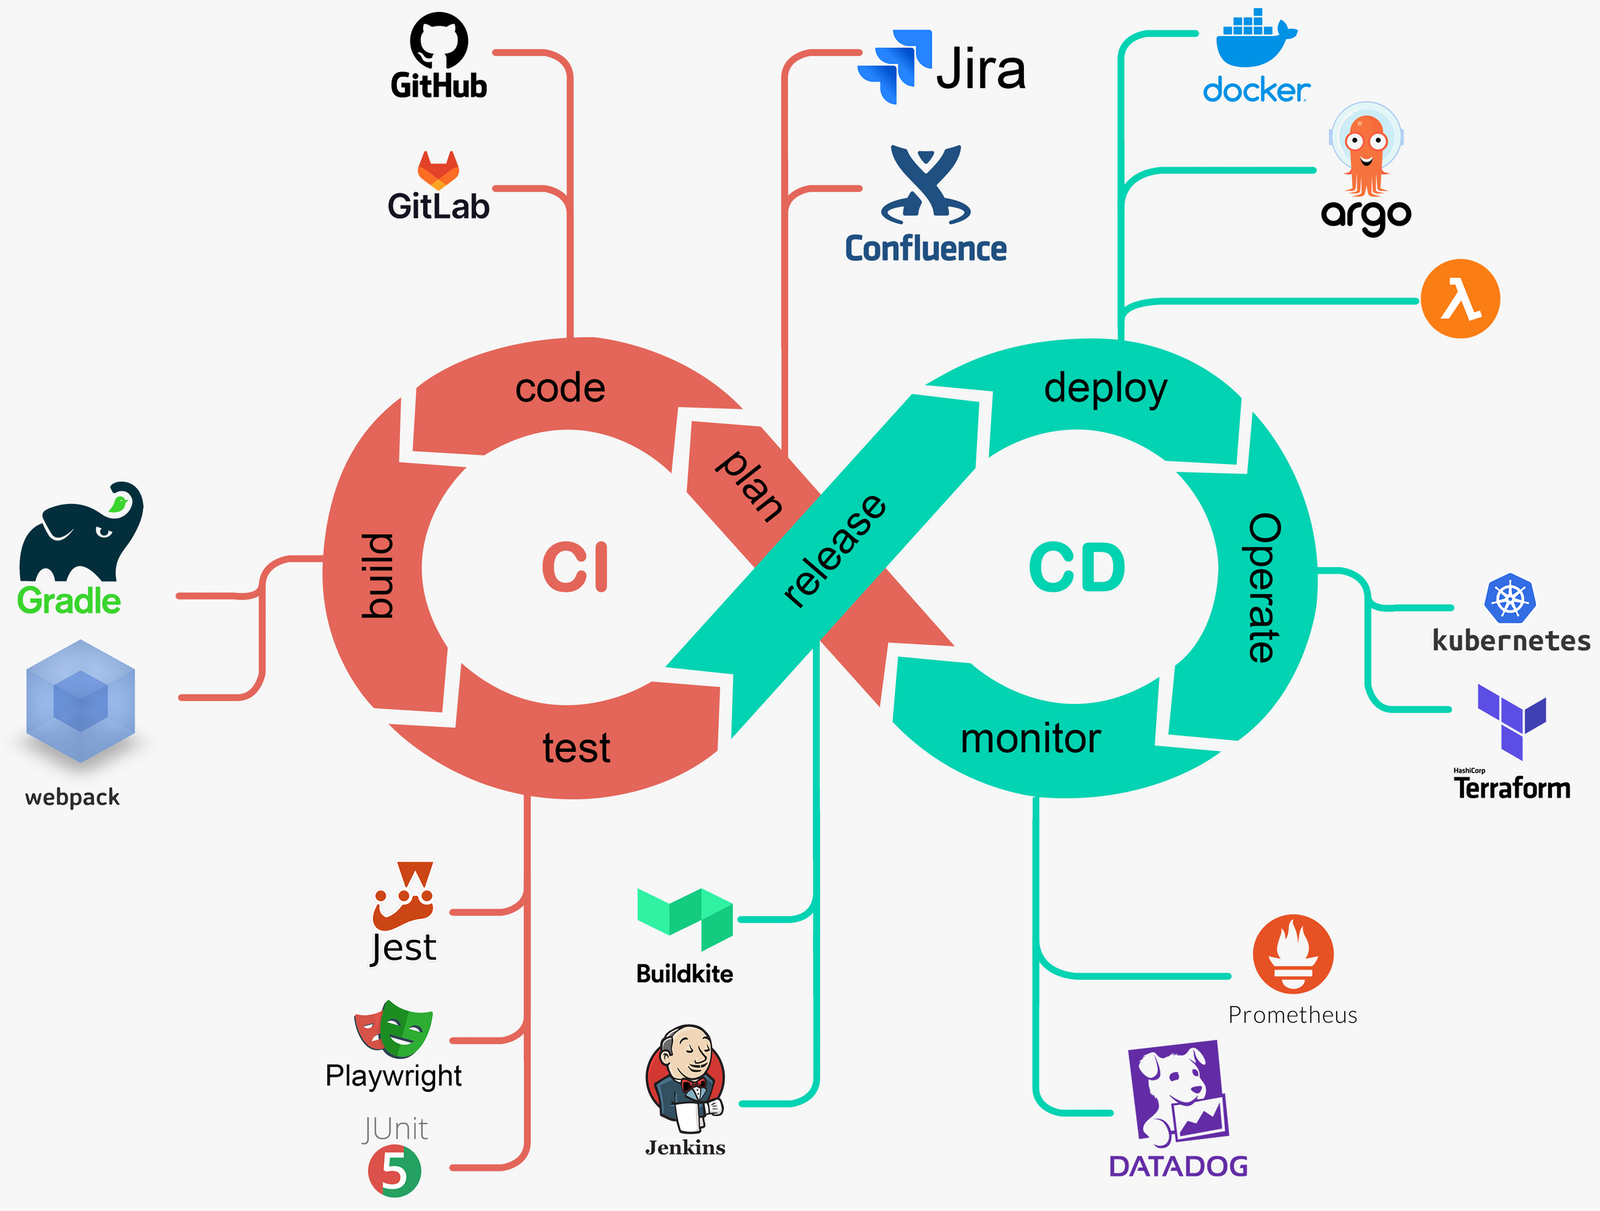 GitHub
GitLab
Jira
Confluence
docker
argo
λ
code
plan
release
deploy
Operate
monitor
test
build
CI
CD
Gradle
webpack
kubernetes
HashiCorp
Terraform
Jest
Playwright
JUnit
5
Buildkite
Jenkins
Prometheus
DATADOG